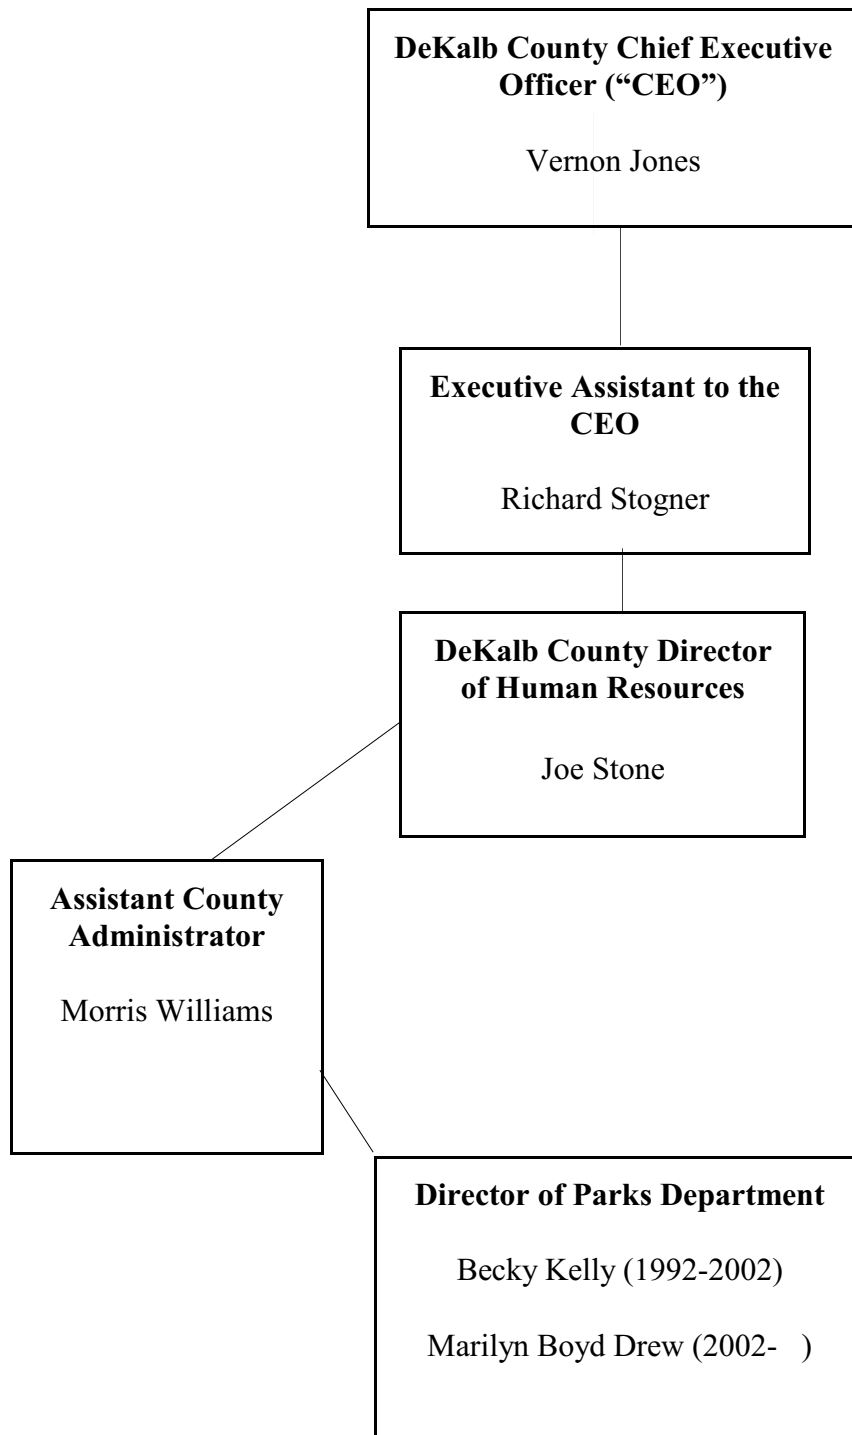 DeKalb County Chief Executive
Officer (“CEO”)
Vernon Jones
Executive Assistant to the
CEO
Richard Stogner
DeKalb County Director
of Human Resources
Joe Stone
Assistant County
Administrator
Morris Williams
Director of Parks Department
Becky Kelly (1992-2002)
Marilyn Boyd Drew (2002-   )